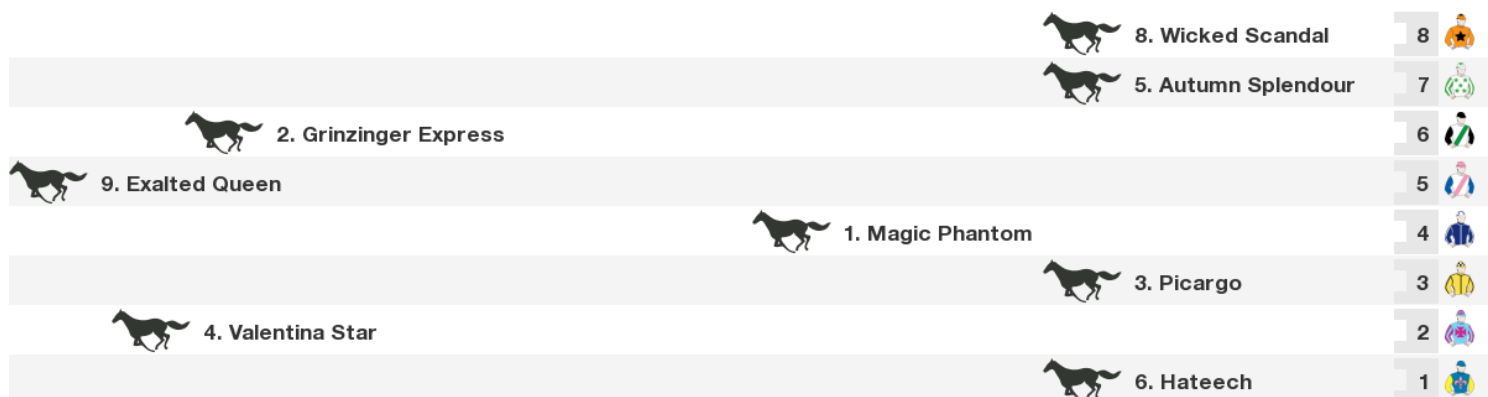 8. Wicked Scandal 8
5. Autumn Splendour 7
2. Grinzinger Express 6
9. Exalted Queen 5
1. Magic Phantom 4
3. Picargo 3
4. Valentina Star 2
6. Hateech 1